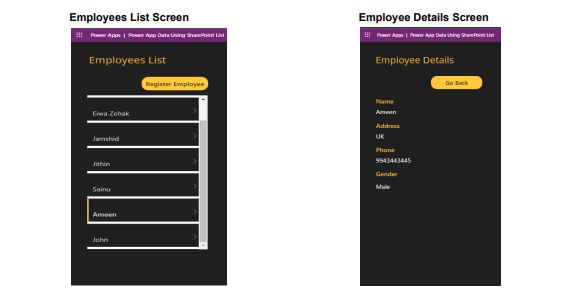 Employees List Screen
Power Apps | Power App Data Using SharePoint List
Employees List
Register Employee
Eiwa Zehak
Jamshid
Jithin
Sainu
Ameen
John
Employee Details Screen
Power Apps | Power App Data Using SharePoint List
Employee Details
Go Back
Name
Ameen
Address
UK
Phone
9943443445
Gender
Male